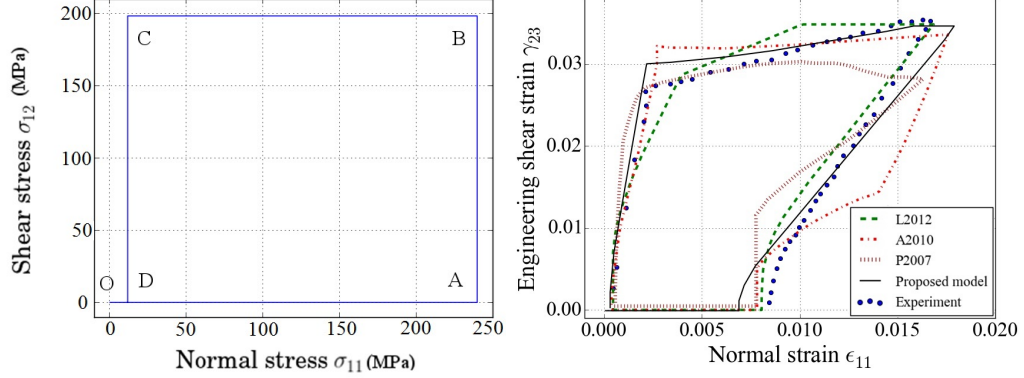 200
150
100
50
0
Shear stress σ12 (MPa)
C
B
O
D
A
0
50
100
150
200
250
Normal stress σ11 (MPa)
Engineering shear strain γ23
0.03
0.02
0.01
0.00
L2012
A2010
P2007
Proposed model
Experiment
0.000
0.005
0.010
0.015
0.020
Normal strain ϵ11